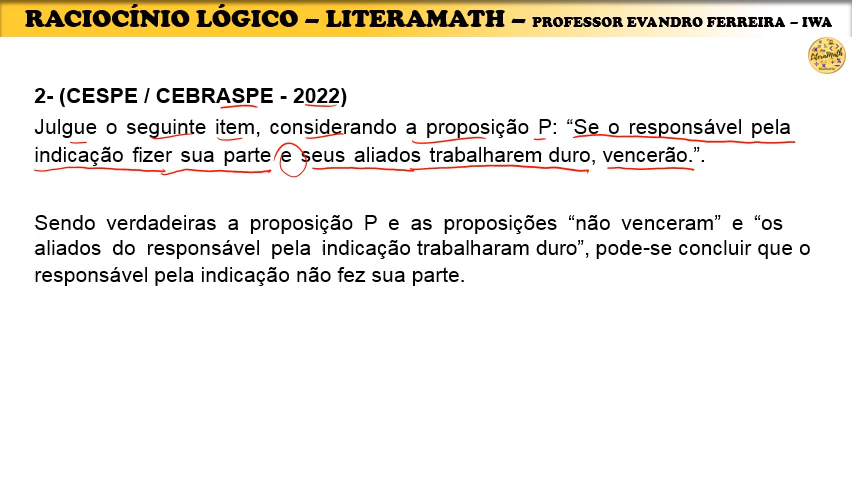 RACIOCÍNIO LÓGICO – LITERAMATH – PROFESSOR EVANDRO FERREIRA – IWA
LiteraMath
2- (CESPE / CEBRASPE - 2022)
Julgue o seguinte item, considerando a proposição P: “Se o responsável pela
indicação fizer sua parte e seus aliados trabalharem duro, vencerão.”.
Sendo verdadeiras a proposição P e as proposições “não venceram” e “os
aliados do responsável pela indicação trabalharam duro”, pode-se concluir que o
responsável pela indicação não fez sua parte.